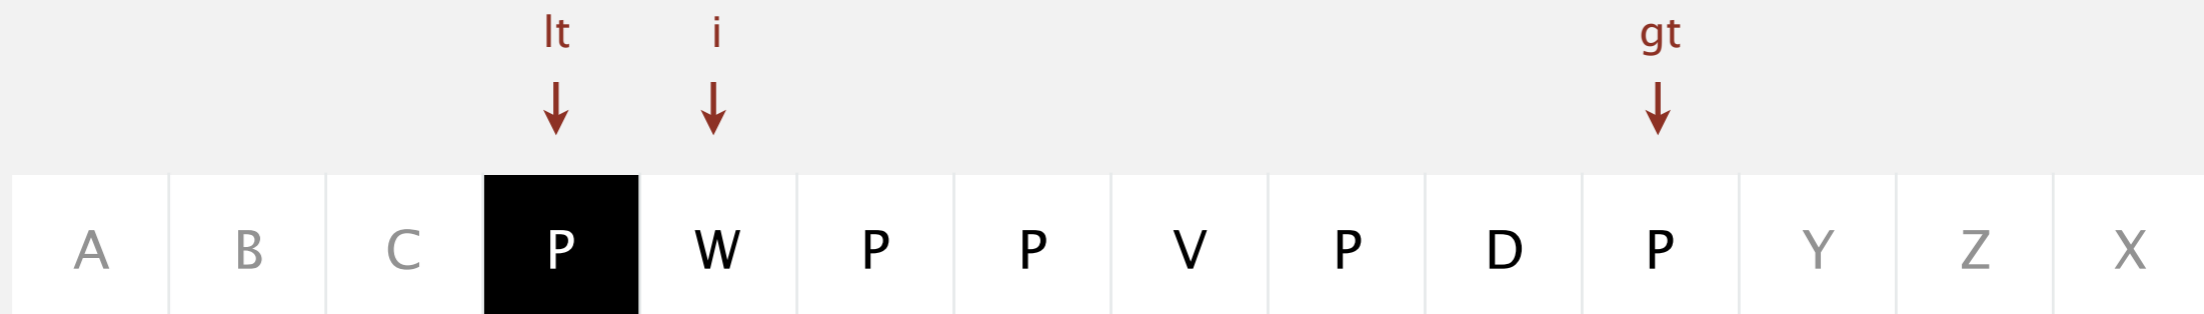 lt i gt
A B C P W P P V P D P Y Z X